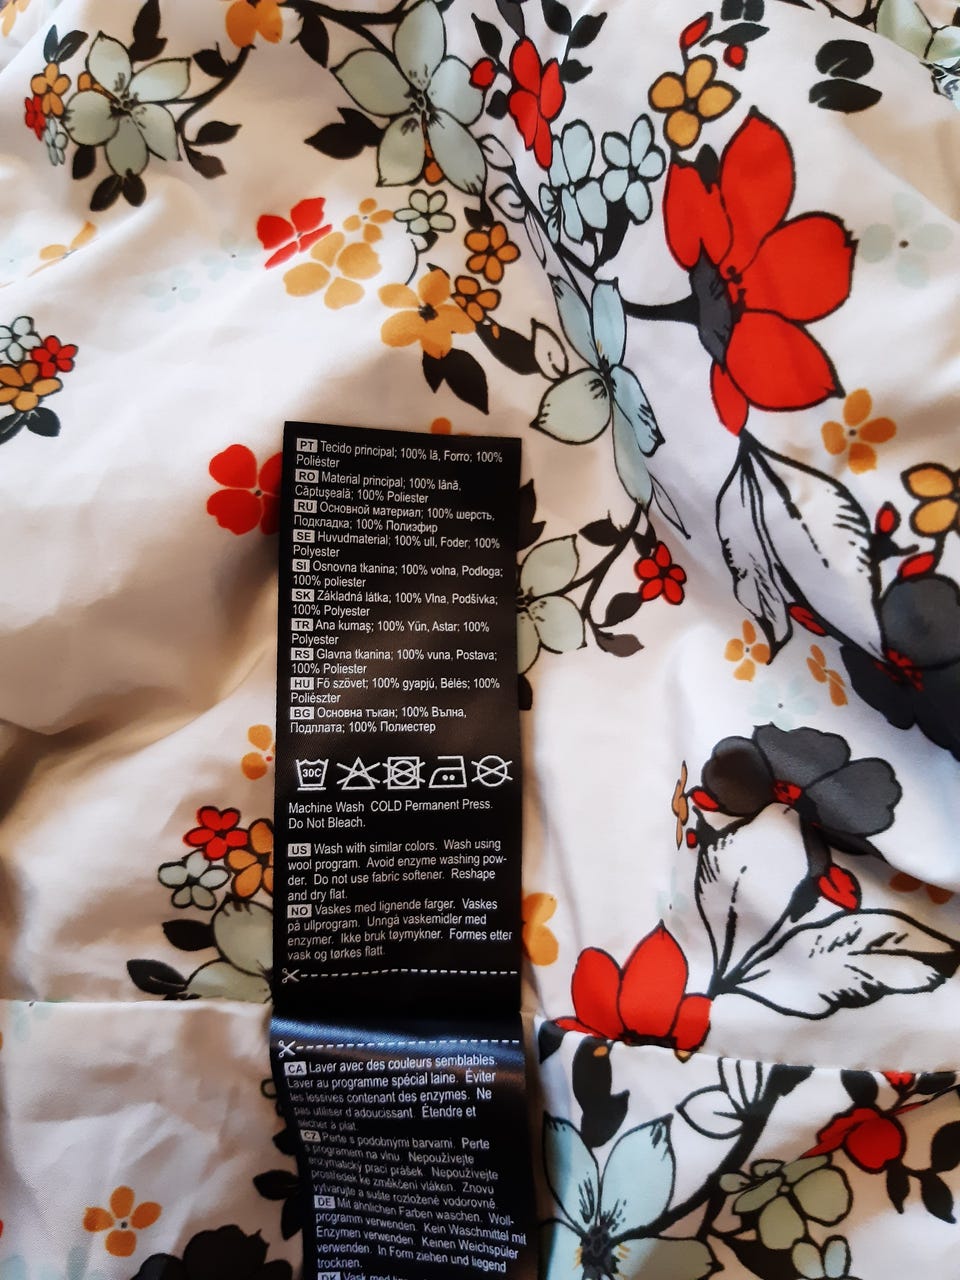 PT Tecido principal; 100% lã, Forro; 100%
Poliéster
RO Material principal; 100% lână,
Căptușeală; 100% Poliester
RU Основной материал; 100% шерсть,
Подкладка; 100% Полиэфир
SE Huvudmaterial; 100% ull, Foder; 100%
Polyester
SI Osnovna tkanina; 100% volna, Podloga;
100% poliester
SK Základná látka; 100% Vlna, Podšívka;
100% Polyester
TR Ana kumaş; 100% Yün, Astar; 100%
Polyester
RS Glavna tkanina; 100% vuna, Postava;
100% Poliester
HU Fő szövet; 100% gyapjú, Bélés; 100%
Poliészter
BG Основна тъкан; 100% Вълна,
Подплата; 100% Полиестер
30C
Machine Wash COLD Permanent Press.
Do Not Bleach.
US Wash with similar colors. Wash using
wool program. Avoid enzyme washing pow-
der. Do not use fabric softener. Reshape
and dry flat.
NO Vaskes med lignende farger. Vaskes
på ullprogram. Unngå vaskemidler med
enzymer. Ikke bruk tøymykner. Formes etter
vask og tørkes flatt.
CA Laver avec des couleurs semblables.
Laver au programme spécial laine. Éviter
les lessives contenant des enzymes. Ne
pas utiliser d'adoucissant. Étendre et
sécher à plat.
CZ Perte s podobnými barvami. Perte
s programem na vlnu. Nepoužívejte
enzymatický prací prášek. Nepoužívejte
prostředek ke změkčení vláken. Znovu
vytvarujte a sušte rozložené vodorovně.
DE Mit ähnlichen Farben waschen. Woll-
programm verwenden. Kein Waschmittel mit
Enzymen verwenden. Keinen Weichspüler
verwenden. In Form ziehen und liegend
trocknen.
DK Vask med